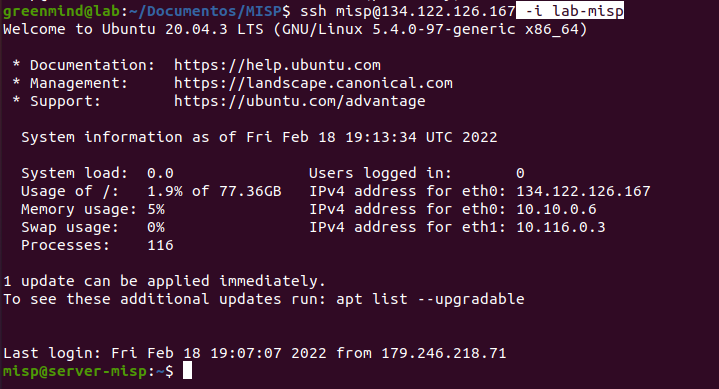 greenmind@lab:~/Documentos/MISP$ ssh misp@134.122.126.167 -i lab-misp
Welcome to Ubuntu 20.04.3 LTS (GNU/Linux 5.4.0-97-generic x86_64)
* Documentation:  https://help.ubuntu.com
* Management:     https://landscape.canonical.com
* Support:        https://ubuntu.com/advantage
System information as of Fri Feb 18 19:13:34 UTC 2022
System load:  0.0                Users logged in:       0
Usage of /:   1.9% of 77.36GB   IPv4 address for eth0: 134.122.126.167
Memory usage: 5%                 IPv4 address for eth0: 10.10.0.6
Swap usage:   0%                 IPv4 address for eth1: 10.116.0.3
Processes:    116
1 update can be applied immediately.
To see these additional updates run: apt list --upgradable
Last login: Fri Feb 18 19:07:07 2022 from 179.246.218.71
misp@server-misp:~$